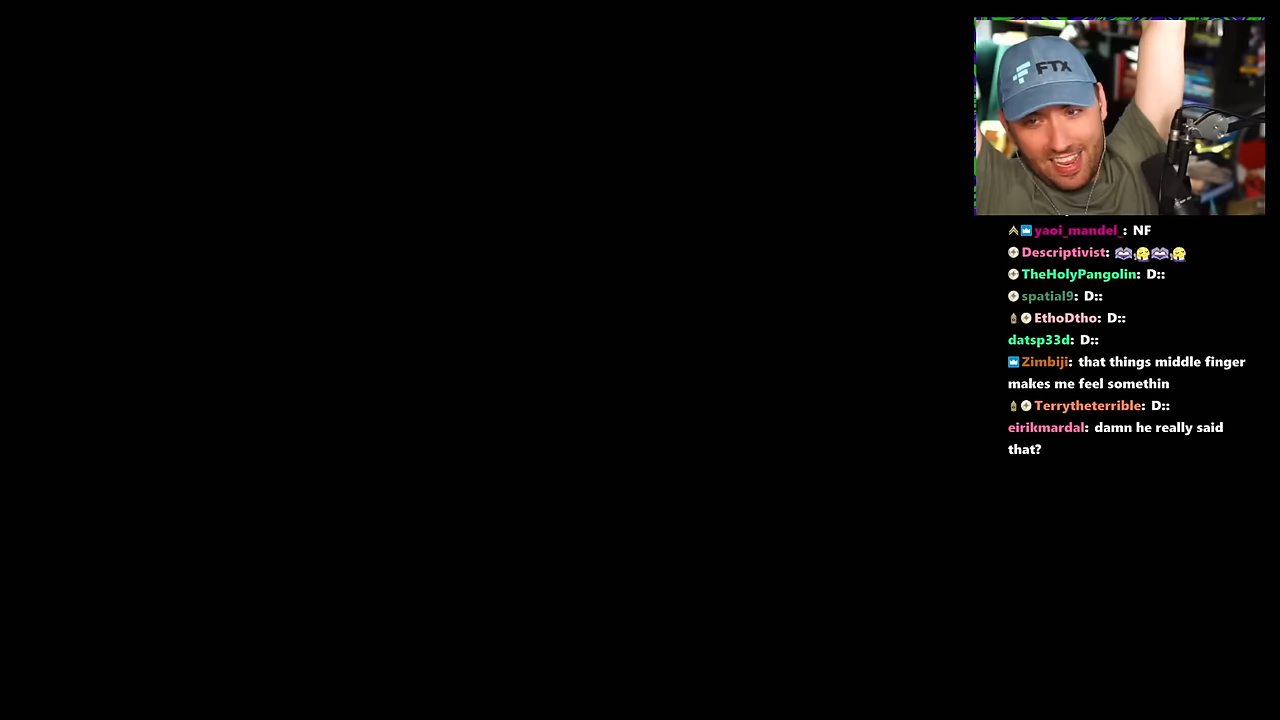 FTX
yaoi_mandel_: NF
Descriptivist:
TheHolyPangolin: D::
spatial9: D::
EthoDtho: D::
datsp33d: D::
Zimbiji: that things middle finger
makes me feel somethin
Terrytheterrible: D::
eirikmardal: damn he really said
that?